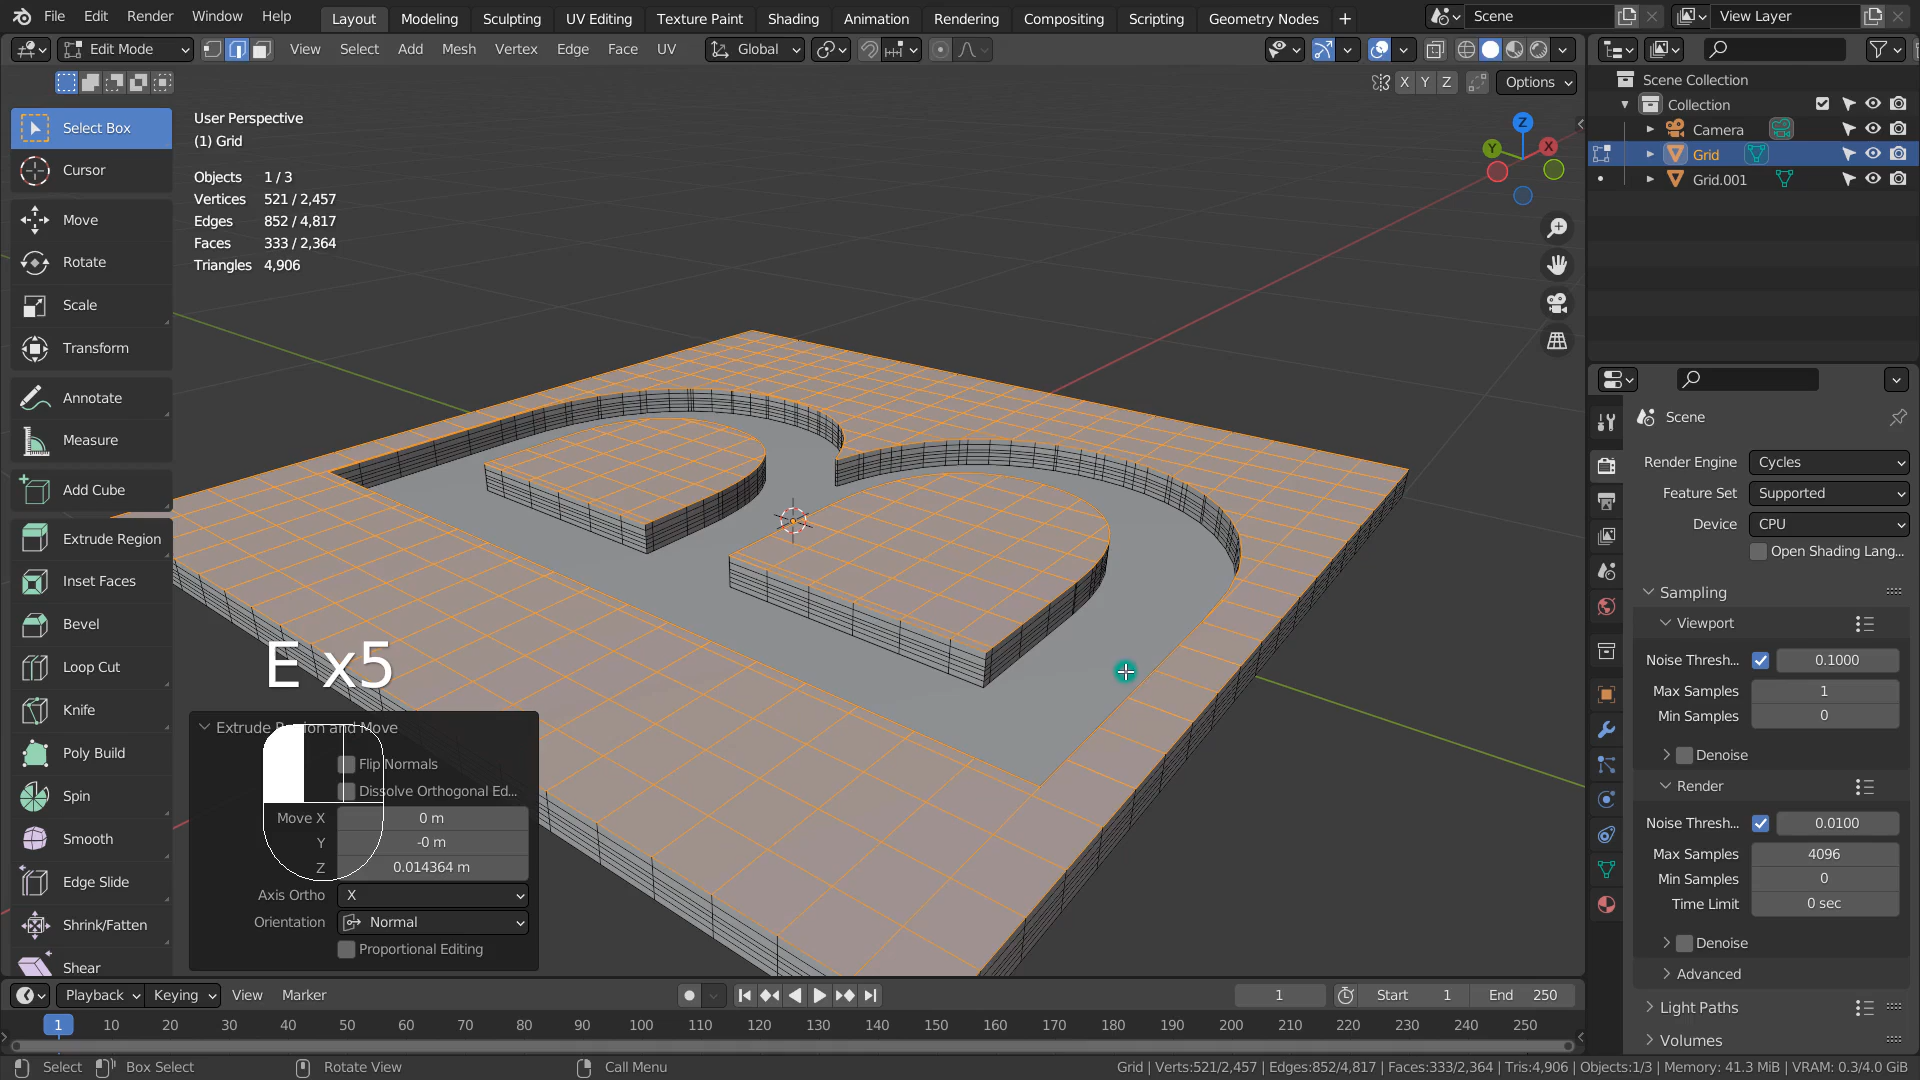 File Edit Render Window Help Layout Modeling Sculpting UV Editing Texture Paint Shading Animation Rendering Compositing Scripting Geometry Nodes + Scene View Layer
Edit Mode View Select Add Mesh Vertex Edge Face UV Global
X Y Z Options
Select Box
Cursor
Move
Rotate
Scale
Transform
Annotate
Measure
Add Cube
Extrude Region
Inset Faces
Bevel
Loop Cut
Knife
Poly Build
Spin
Smooth
Edge Slide
Shrink/Fatten
Shear
User Perspective
(1) Grid
Objects 1 / 3
Vertices 521 / 2,457
Edges 852 / 4,817
Faces 333 / 2,364
Triangles 4,906
Z
Y
X
E x5
Extrude Region and Move
Flip Normals
Dissolve Orthogonal Ed...
Move X 0 m
Y -0 m
Z 0.014364 m
Axis Ortho X
Orientation Normal
Proportional Editing
Scene Collection
Collection
Camera
Grid
Grid.001
Scene
Render Engine Cycles
Feature Set Supported
Device CPU
Open Shading Lang...
Sampling
Viewport
Noise Thresh... 0.1000
Max Samples 1
Min Samples 0
Denoise
Render
Noise Thresh... 0.0100
Max Samples 4096
Min Samples 0
Time Limit 0 sec
Denoise
Advanced
Light Paths
Volumes
Playback Keying View Marker 1 Start 1 End 250
1 10 20 30 40 50 60 70 80 90 100 110 120 130 140 150 160 170 180 190 200 210 220 230 240 250
Select Box Select Rotate View Call Menu Grid | Verts:521/2,457 | Edges:852/4,817 | Faces:333/2,364 | Tris:4,906 | Objects:1/3 | Memory: 41.3 MiB | VRAM: 0.3/4.0 GiB